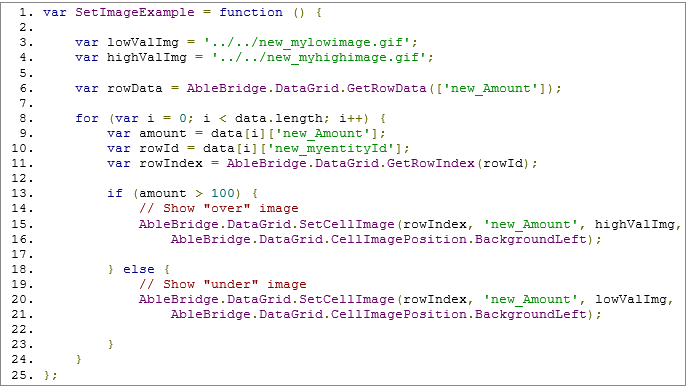 1. var SetImageExample = function () {
2.
3.     var lowValImg = '../../new_mylowimage.gif';
4.     var highValImg = '../../new_myhighimage.gif';
5.
6.     var rowData = AbleBridge.DataGrid.GetRowData(['new_Amount']);
7.
8.     for (var i = 0; i < data.length; i++) {
9.         var amount = data[i]['new_Amount'];
10.         var rowId = data[i]['new_myentityId'];
11.         var rowIndex = AbleBridge.DataGrid.GetRowIndex(rowId);
12.
13.         if (amount > 100) {
14.             // Show "over" image
15.             AbleBridge.DataGrid.SetCellImage(rowIndex, 'new_Amount', highValImg,
16.                 AbleBridge.DataGrid.CellImagePosition.BackgroundLeft);
17.
18.         } else {
19.             // Show "under" image
20.             AbleBridge.DataGrid.SetCellImage(rowIndex, 'new_Amount', lowValImg,
21.                 AbleBridge.DataGrid.CellImagePosition.BackgroundLeft);
22.
23.         }
24.     }
25. };